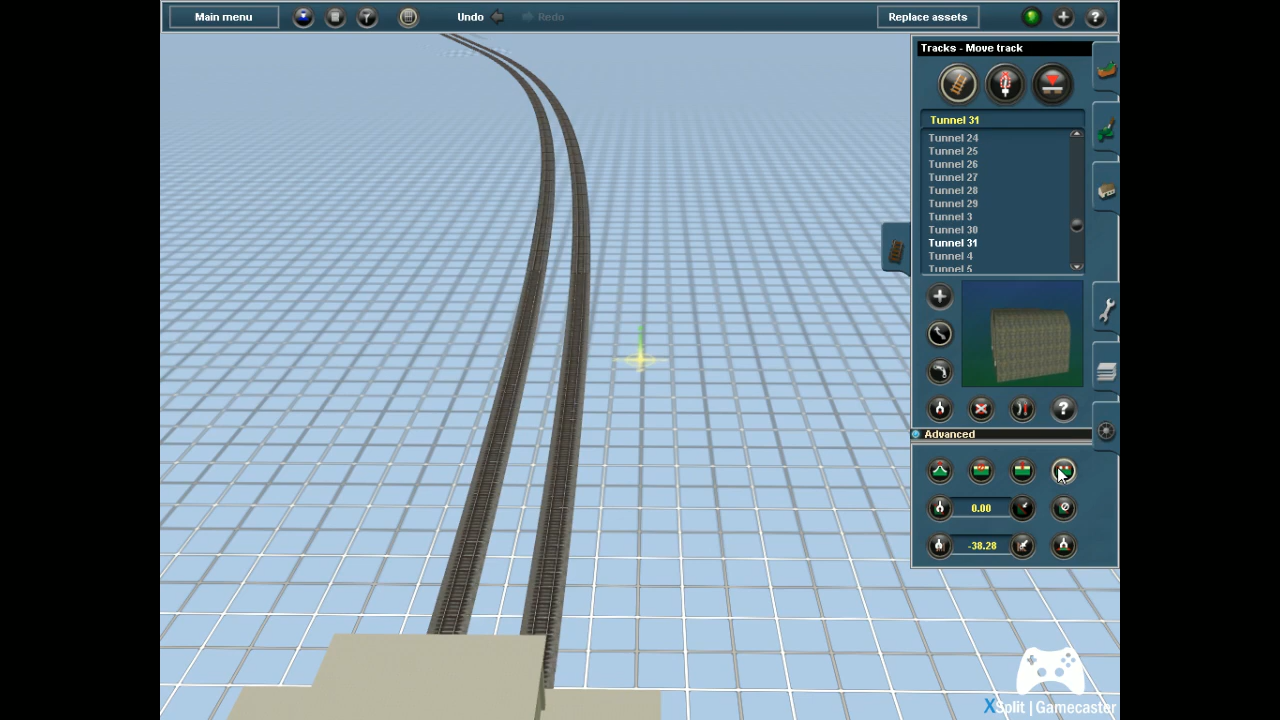 Main menu
Undo
Redo
Replace assets
?
Tracks - Move track
Tunnel 31
Tunnel 24
Tunnel 25
Tunnel 26
Tunnel 27
Tunnel 28
Tunnel 29
Tunnel 3
Tunnel 30
Tunnel 31
Tunnel 4
Tunnel 5
?
Advanced
0.00
-38.28
XSplit | Gamecaster